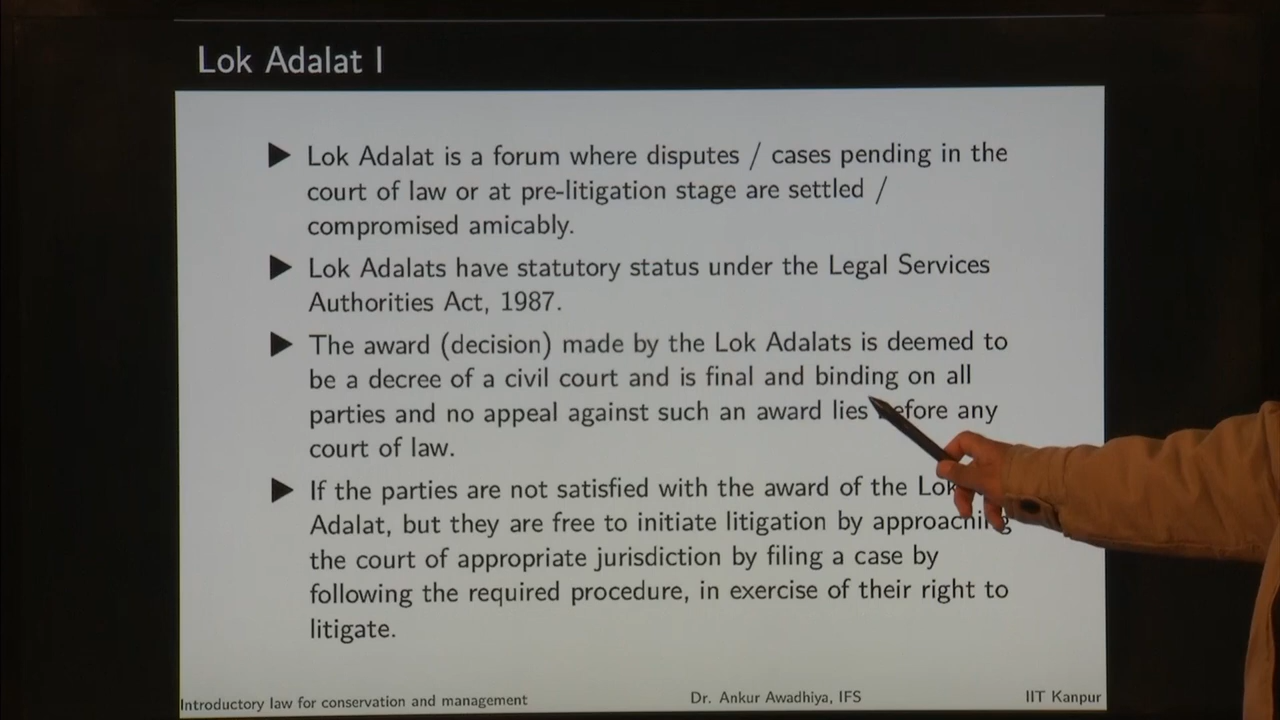 Lok Adalat I
▶ Lok Adalat is a forum where disputes / cases pending in the
court of law or at pre-litigation stage are settled /
compromised amicably.
▶ Lok Adalats have statutory status under the Legal Services
Authorities Act, 1987.
▶ The award (decision) made by the Lok Adalats is deemed to
be a decree of a civil court and is final and binding on all
parties and no appeal against such an award lies before any
court of law.
▶ If the parties are not satisfied with the award of the Lok
Adalat, but they are free to initiate litigation by approaching
the court of appropriate jurisdiction by filing a case by
following the required procedure, in exercise of their right to
litigate.
Introductory law for conservation and management Dr. Ankur Awadhiya, IFS IIT Kanpur